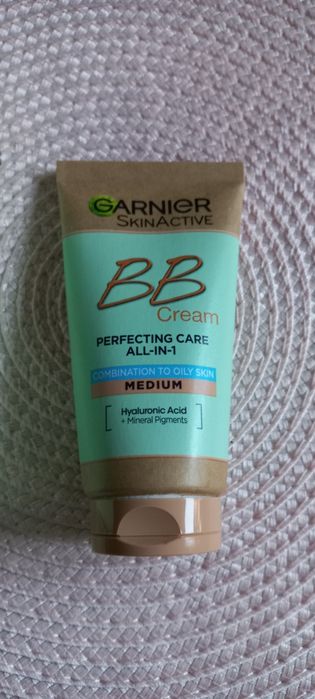 GARNIER
SKINACTIVE
BB
Cream
PERFECTING CARE
ALL-IN-1
COMBINATION TO OILY SKIN
MEDIUM
Hyaluronic Acid
+ Mineral Pigments